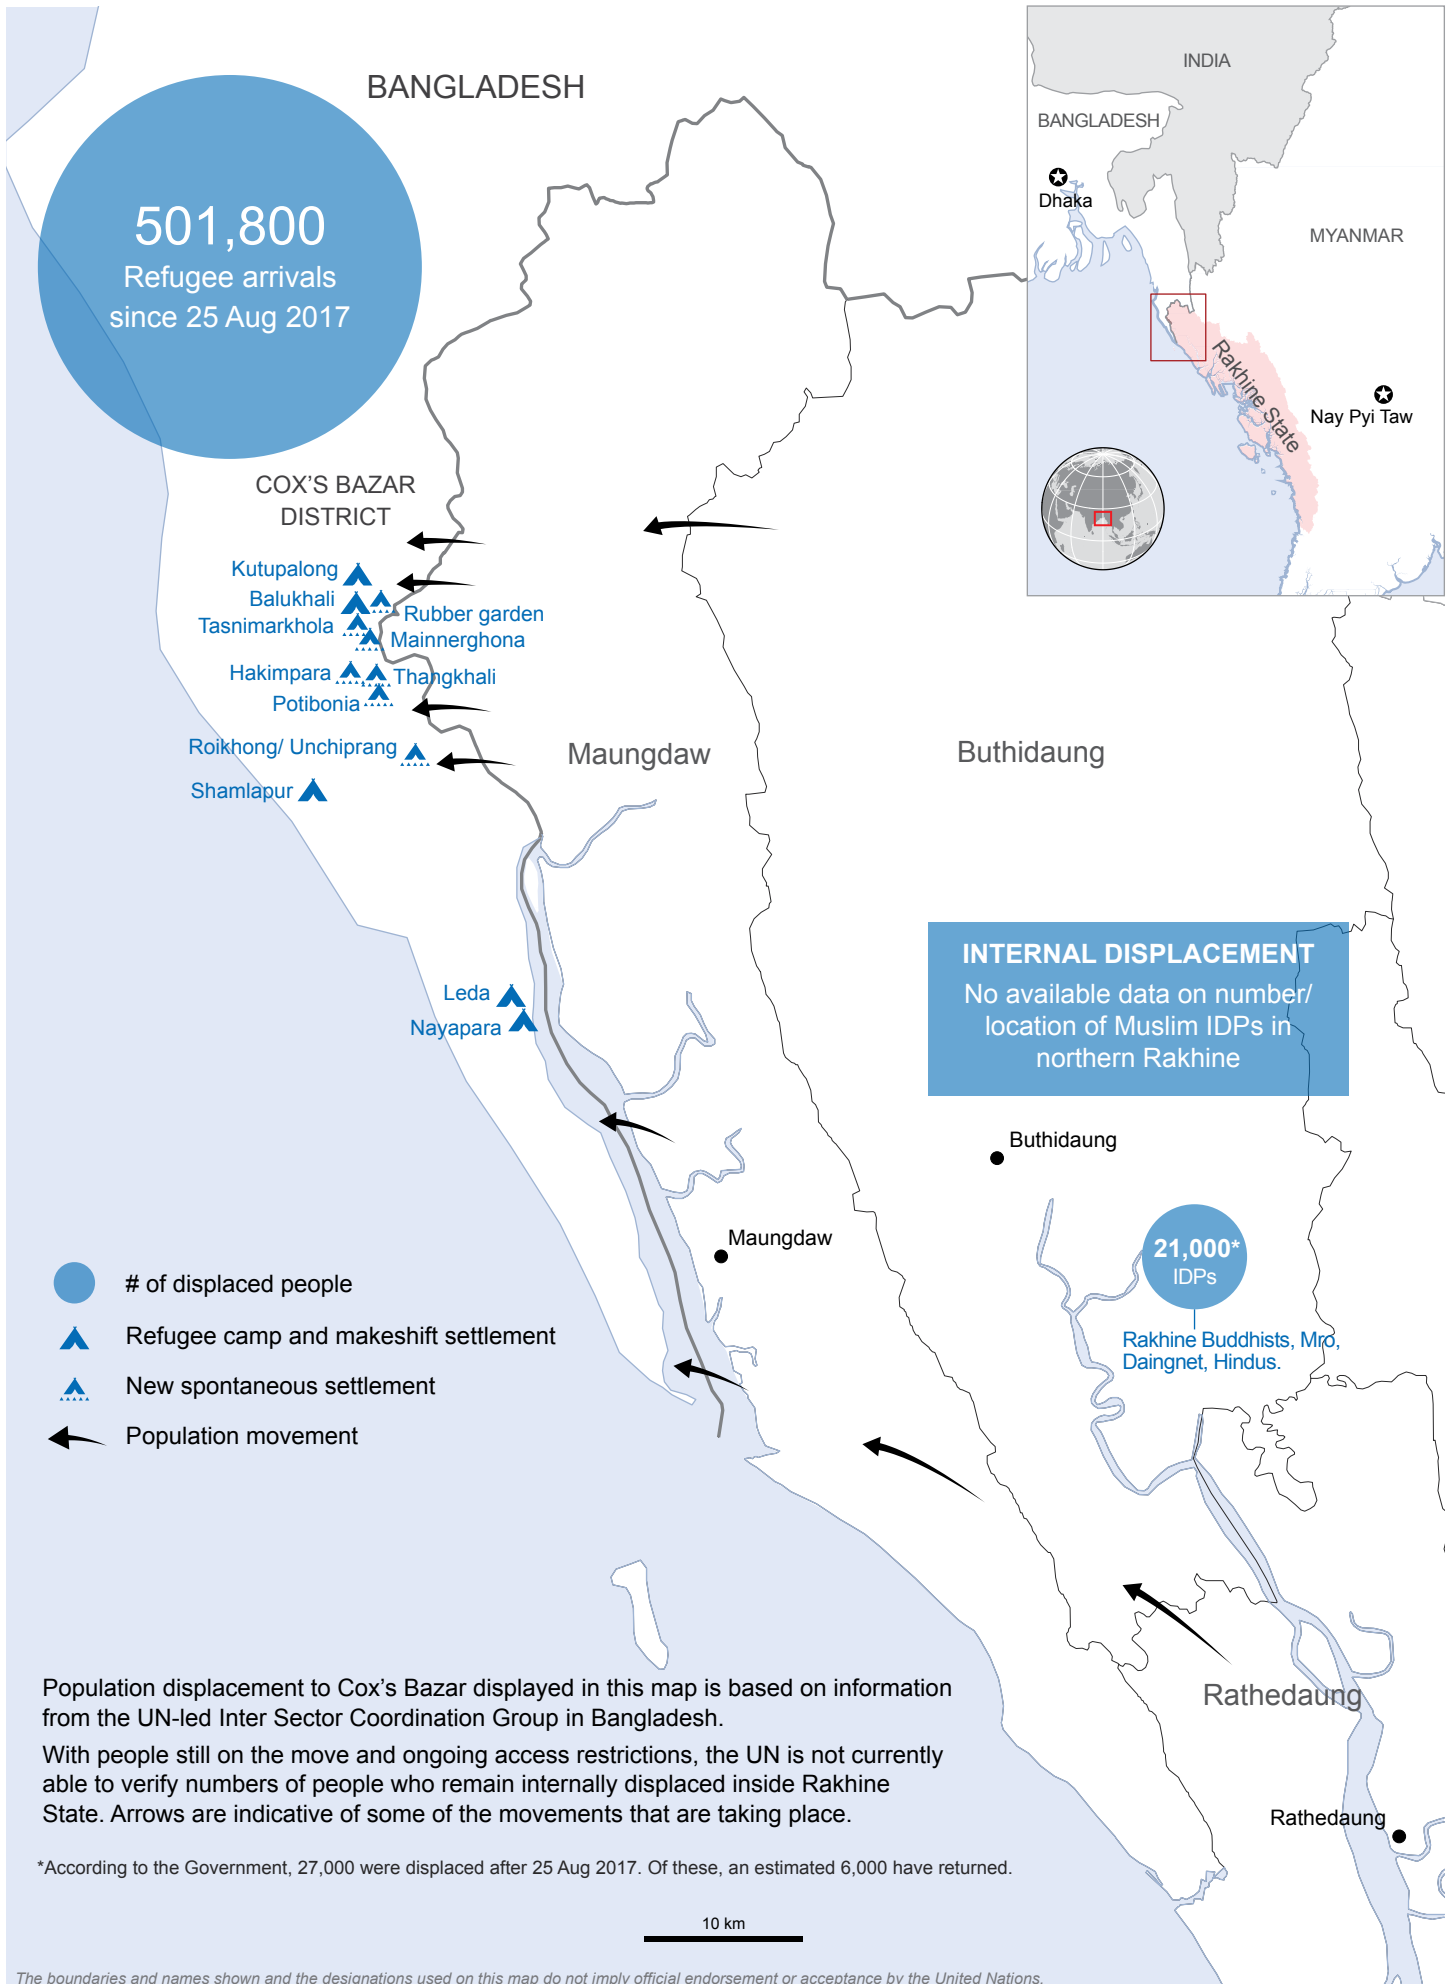 BANGLADESH
501,800
Refugee arrivals
since 25 Aug 2017
INDIA
BANGLADESH
Dhaka
MYANMAR
Rakhine State
Nay Pyi Taw
COX'S BAZAR
DISTRICT
Kutupalong
Balukhali
Rubber garden
Tasnimarkhola
Mainnerghona
Hakimpara
Thangkhali
Potibonia
Roikhong/ Unchiprang
Shamlapur
Maungdaw
Buthidaung
INTERNAL DISPLACEMENT
No available data on number/
location of Muslim IDPs in
northern Rakhine
Leda
Nayapara
Buthidaung
Maungdaw
21,000*
IDPs
Rakhine Buddhists, Mro,
Daingnet, Hindus.
# of displaced people
Refugee camp and makeshift settlement
New spontaneous settlement
Population movement
Population displacement to Cox's Bazar displayed in this map is based on information
from the UN-led Inter Sector Coordination Group in Bangladesh.
With people still on the move and ongoing access restrictions, the UN is not currently
able to verify numbers of people who remain internally displaced inside Rakhine
State. Arrows are indicative of some of the movements that are taking place.
Rathedaung
Rathedaung
*According to the Government, 27,000 were displaced after 25 Aug 2017. Of these, an estimated 6,000 have returned.
10 km
The boundaries and names shown and the designations used on this map do not imply official endorsement or acceptance by the United Nations.